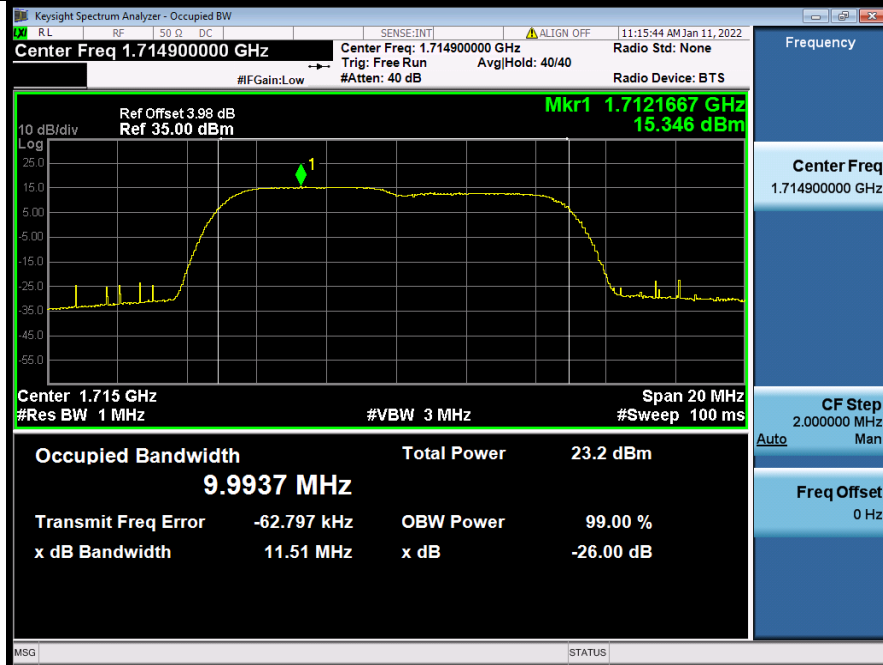 Keysight Spectrum Analyzer - Occupied BW
LXI RL RF 50 Ω DC SENSE:INT ALIGN OFF 11:15:44 AM Jan 11, 2022
Center Freq 1.714900000 GHz
Center Freq: 1.714900000 GHz Radio Std: None
Trig: Free Run Avg|Hold: 40/40
#IFGain:Low #Atten: 40 dB Radio Device: BTS
Mkr1 1.7121667 GHz
15.346 dBm
Ref Offset 3.98 dB
10 dB/div Ref 35.00 dBm
Log
25.0
15.0
5.00
-5.00
-15.0
-25.0
-35.0
-45.0
-55.0
1
Center 1.715 GHz Span 20 MHz
#Res BW 1 MHz #VBW 3 MHz #Sweep 100 ms
Occupied Bandwidth Total Power 23.2 dBm
9.9937 MHz
Transmit Freq Error -62.797 kHz OBW Power 99.00 %
x dB Bandwidth 11.51 MHz x dB -26.00 dB
MSG STATUS
Frequency
Center Freq
1.714900000 GHz
CF Step
2.000000 MHz
Auto Man
Freq Offset
0 Hz